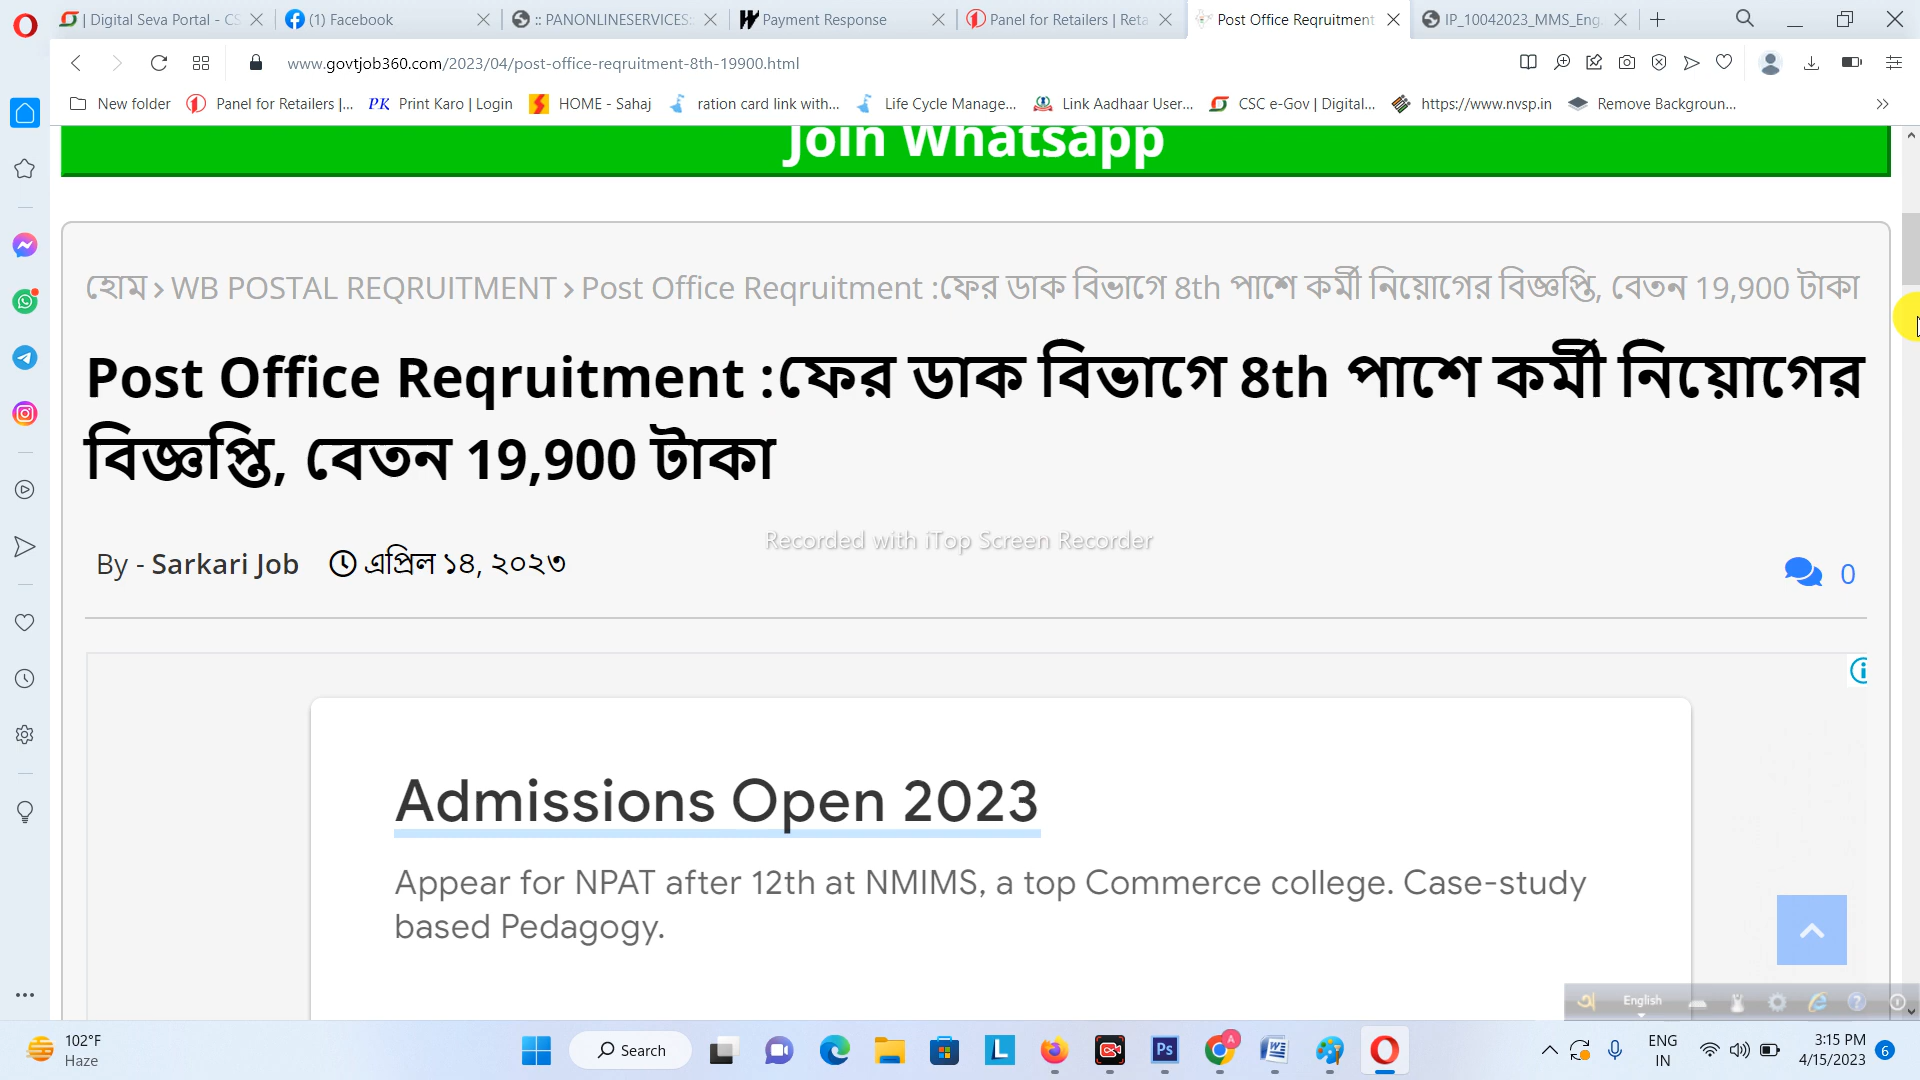 | Digital Seva Portal - CS
(1) Facebook
:: PANONLINESERVICES:
Payment Response
Panel for Retailers | Reta
Post Office Reqruitment
IP_10042023_MMS_Eng.
www.govtjob360.com/2023/04/post-office-reqruitment-8th-19900.html
New folder
Panel for Retailers |...
PK Print Karo | Login
HOME - Sahaj
ration card link with...
Life Cycle Manage...
Link Aadhaar User...
CSC e-Gov | Digital...
https://www.nvsp.in
Remove Backgroun...
Join Whatsapp
হোম › WB POSTAL REQRUITMENT › Post Office Reqruitment :ফের ডাক বিভাগে 8th পাশে কর্মী নিয়োগের বিজ্ঞপ্তি, বেতন 19,900 টাকা
Post Office Reqruitment :ফের ডাক বিভাগে 8th পাশে কর্মী নিয়োগের
বিজ্ঞপ্তি, বেতন 19,900 টাকা
Recorded with iTop Screen Recorder
By - Sarkari Job এপ্রিল ১৪, ২০২৩
0
Admissions Open 2023
Appear for NPAT after 12th at NMIMS, a top Commerce college. Case-study
based Pedagogy.
অ English
102°F
Haze
Search
ENG
IN
3:15 PM
4/15/2023
6